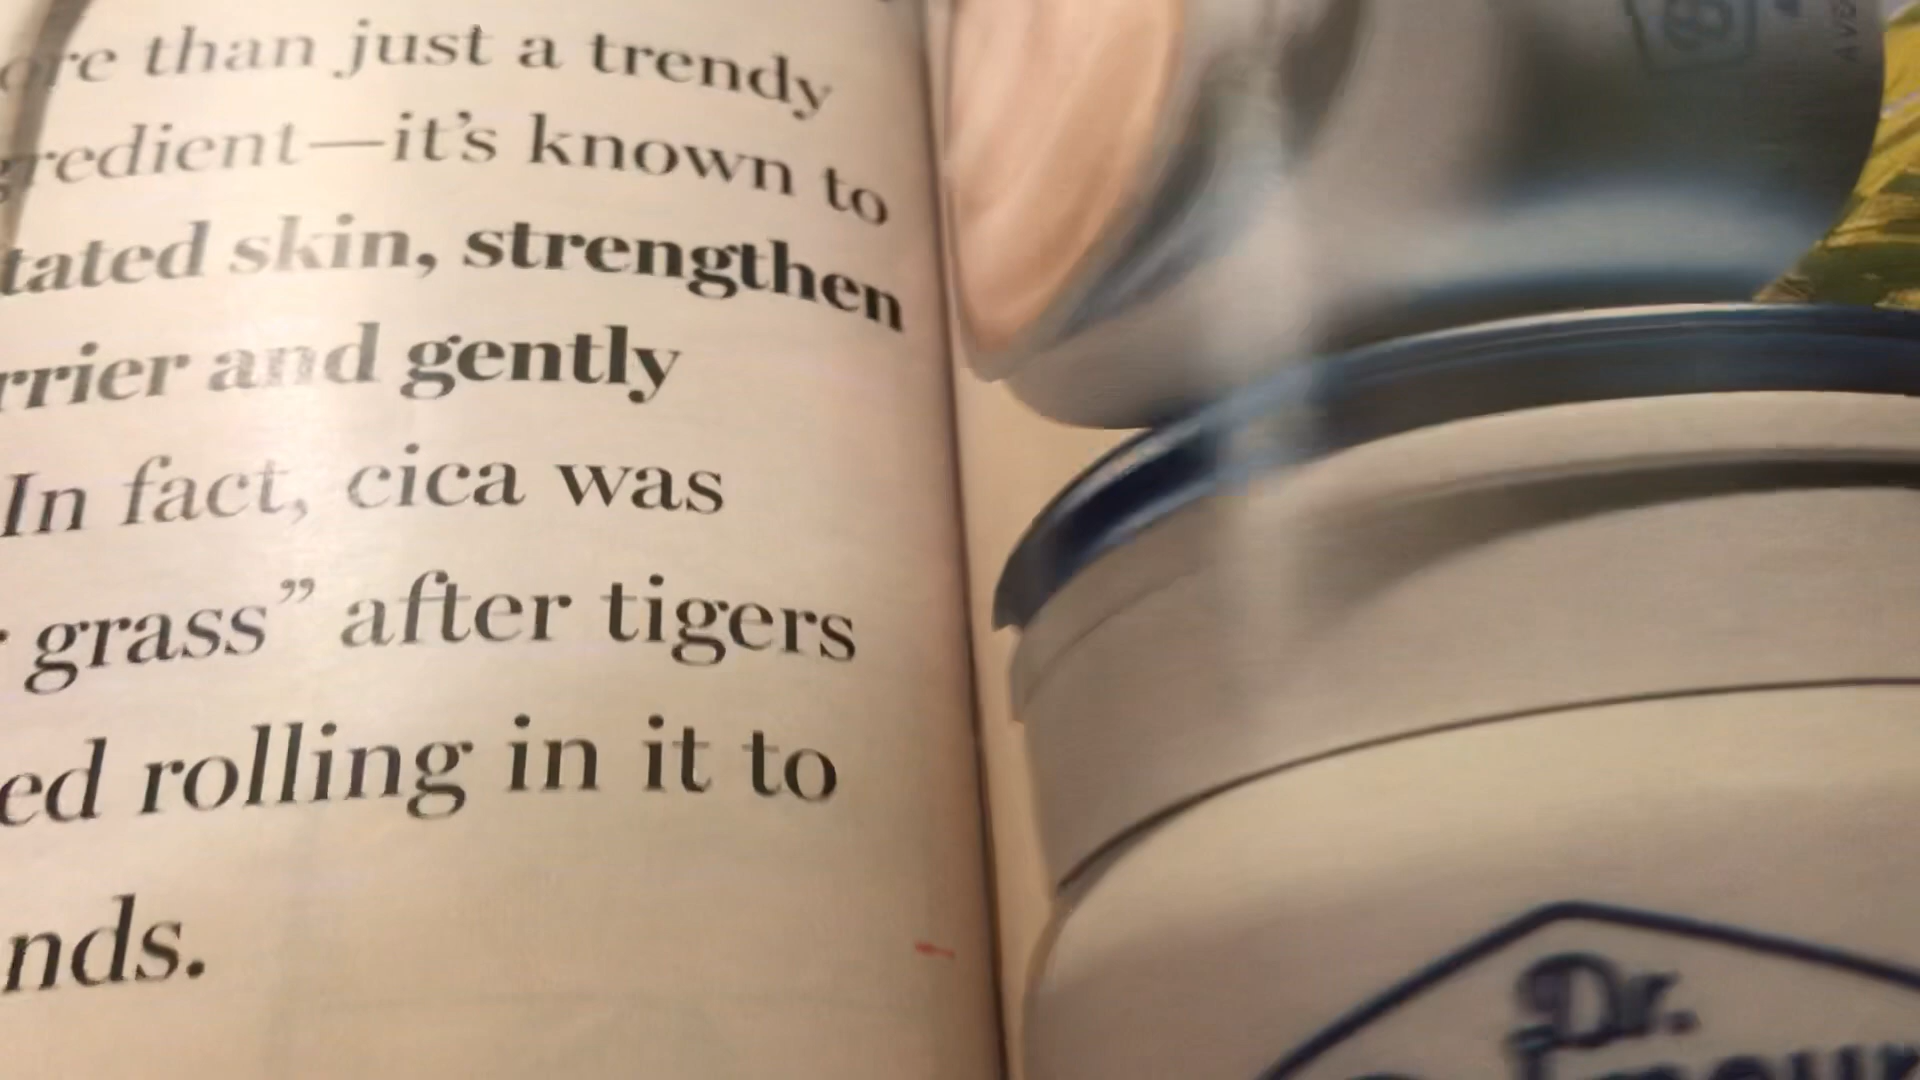 ore than just a trendy
gredient—it's known to
tated skin, strengthen
rrier and gently
In fact, cica was
grass” after tigers
ed rolling in it to
nds.
Dr.